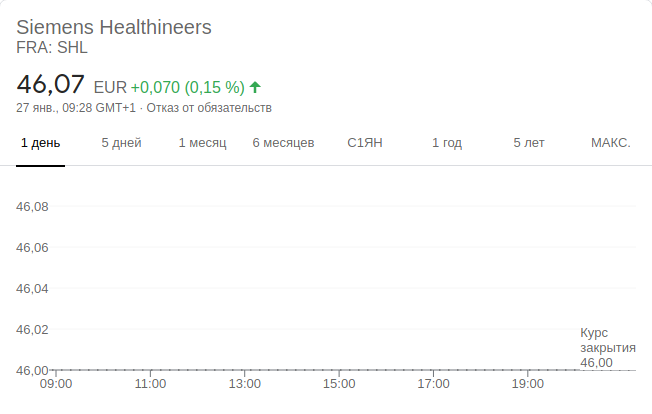 Siemens Healthineers
FRA: SHL
46,07 EUR +0,070 (0,15 %)
27 янв., 09:28 GMT+1 · Отказ от обязательств
1 день 5 дней 1 месяц 6 месяцев С1ЯН 1 год 5 лет МАКС.
46,08
46,06
46,04
46,02
Курс
закрытия
46,00
46,00
09:00 11:00 13:00 15:00 17:00 19:00